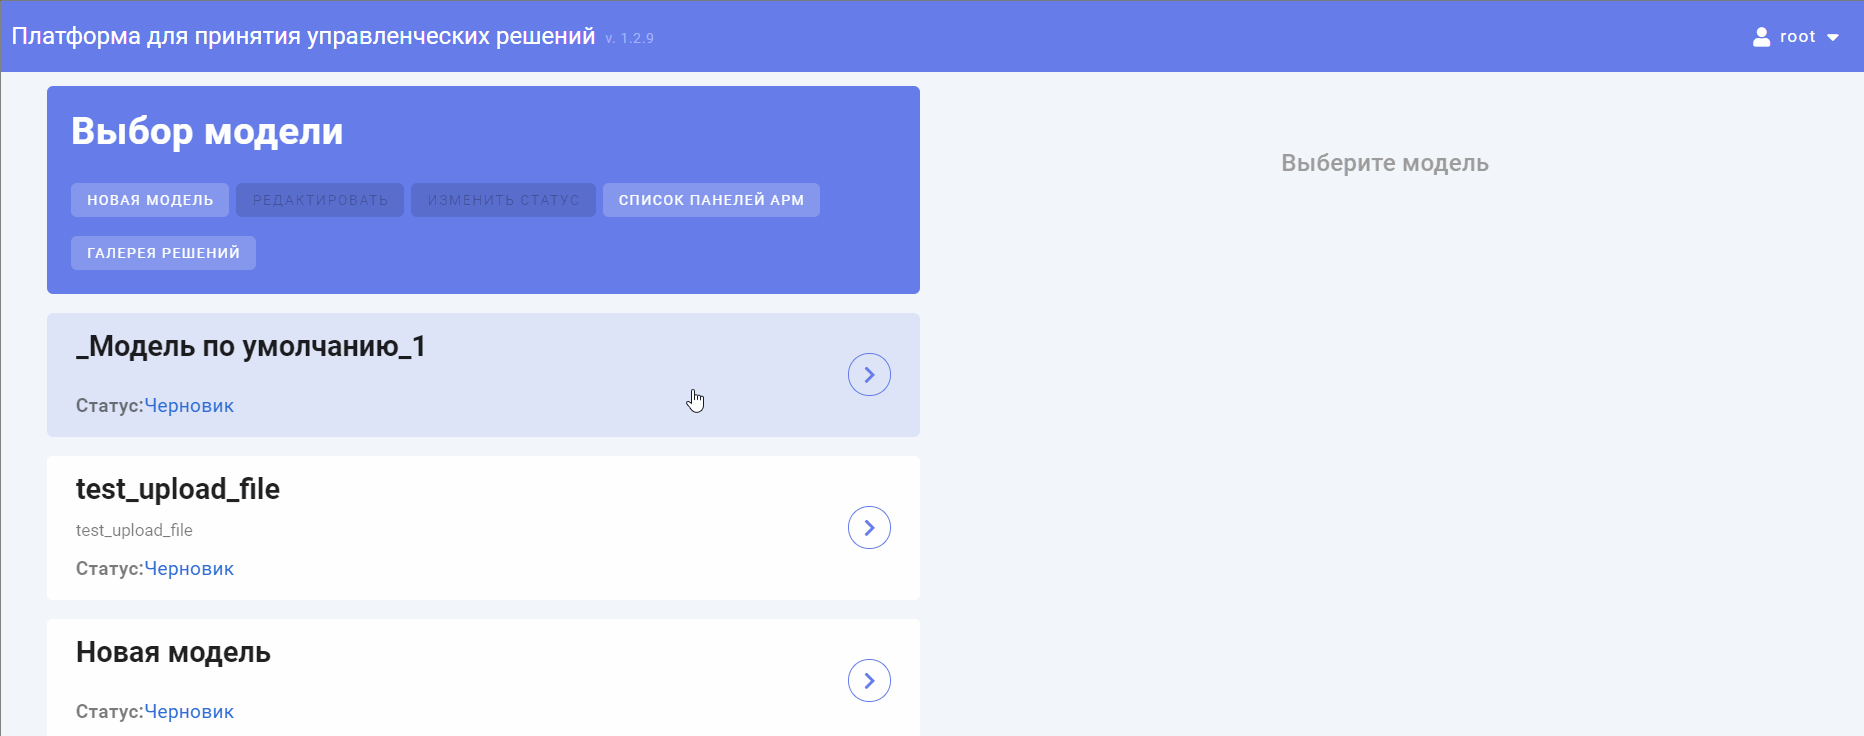 Платформа для принятия управленческих решений v. 1.2.9
root
Выбор модели
НОВАЯ МОДЕЛЬ РЕДАКТИРОВАТЬ ИЗМЕНИТЬ СТАТУС СПИСОК ПАНЕЛЕЙ АРМ
ГАЛЕРЕЯ РЕШЕНИЙ
_Модель по умолчанию_1
Статус:Черновик
test_upload_file
test_upload_file
Статус:Черновик
Новая модель
Статус:Черновик
Выберите модель